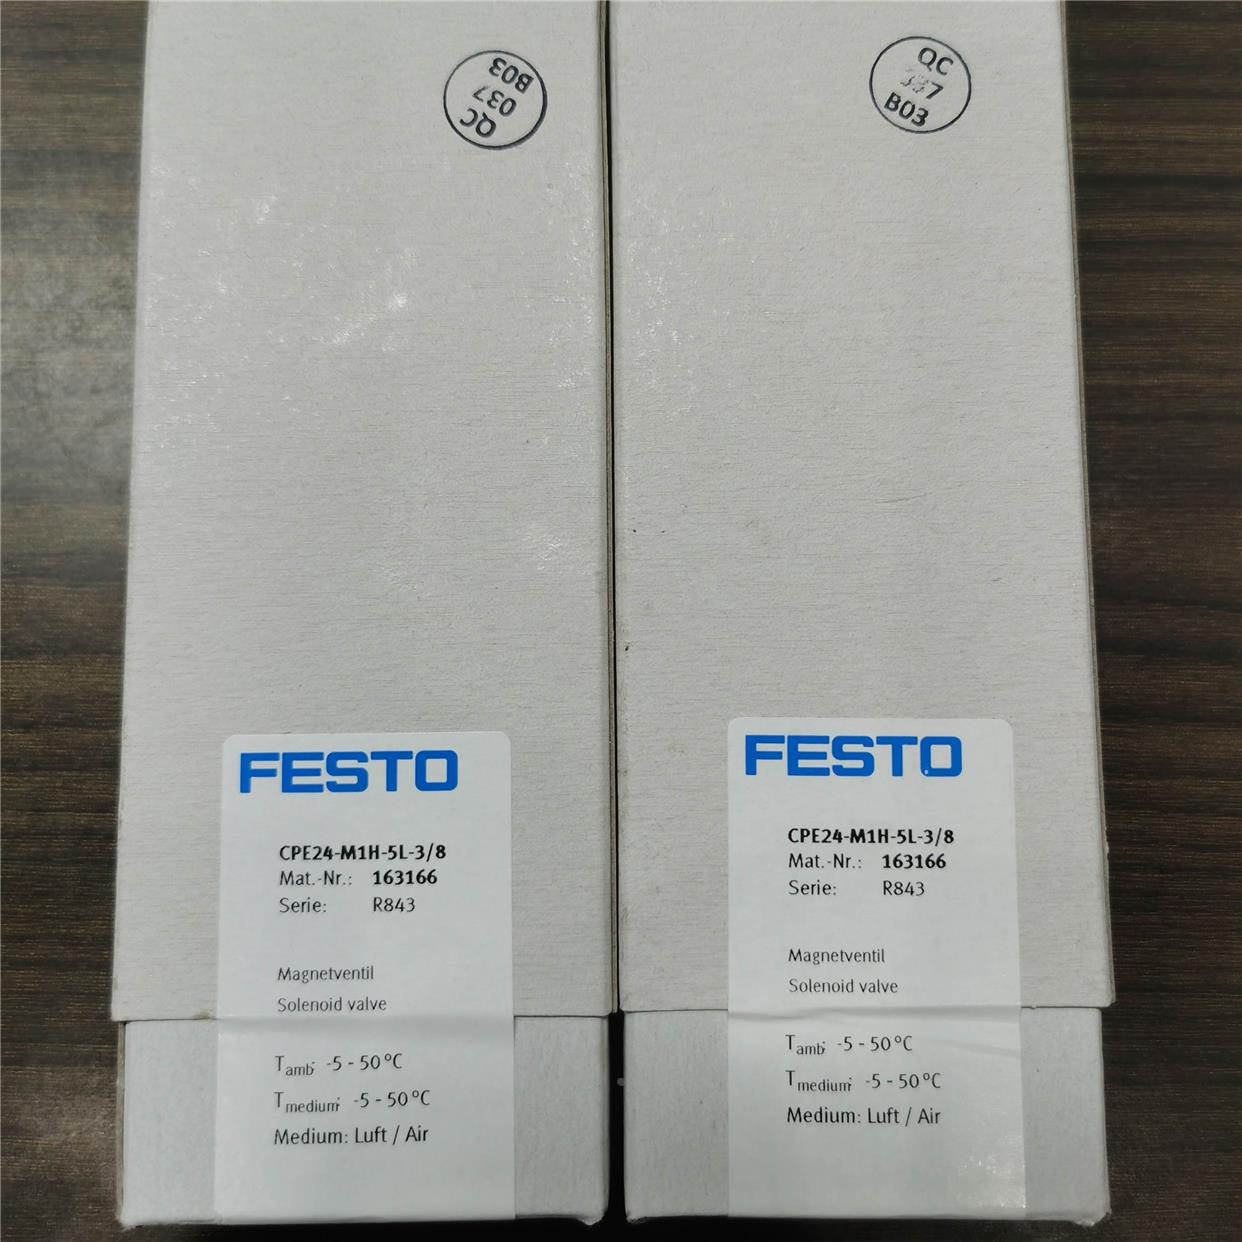 QC
037
B03
QC
B03
FESTO
CPE24-M1H-5L-3/8
Mat.-Nr.: 163166
Serie: R843
Magnetventil
Solenoid valve
Tamb: -5 - 50 °C
Tmedium: -5 - 50 °C
Medium: Luft / Air
FESTO
CPE24-M1H-5L-3/8
Mat.-Nr.: 163166
Serie: R843
Magnetventil
Solenoid valve
Tamb: -5 - 50 °C
Tmedium: -5 - 50 °C
Medium: Luft / Air